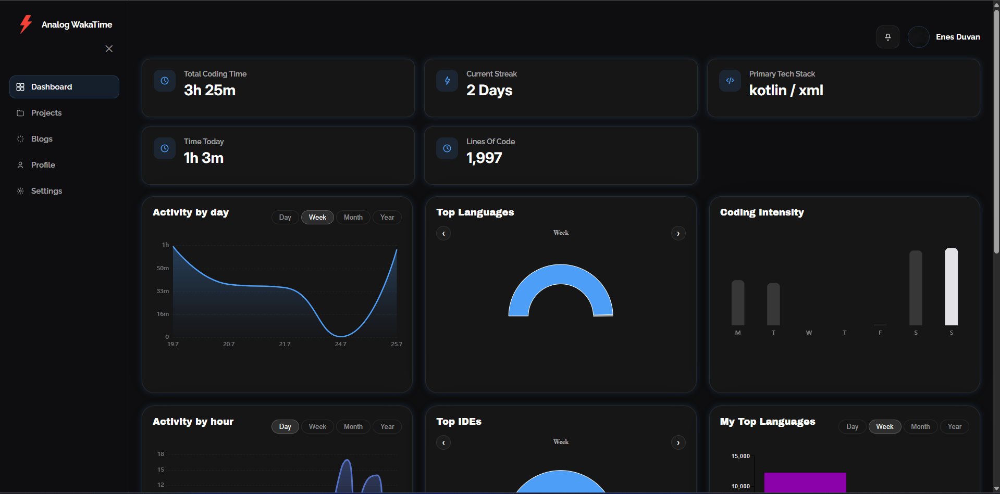 Analog WakaTime
Enes Duvan
Dashboard
Projects
Blogs
Profile
Settings
Total Coding Time
3h 25m
Current Streak
2 Days
Primary Tech Stack
kotlin / xml
Time Today
1h 3m
Lines Of Code
1,997
Activity by day
Day Week Month Year
1h
50m
33m
16m
0
19.7 20.7 21.7 24.7 25.7
Top Languages
‹ Week ›
Coding Intensity
M T W T F S S
Activity by hour
Day Week Month Year
18
15
12
Top IDEs
‹ Week ›
My Top Languages
Day Week Month Year
15,000
10,000